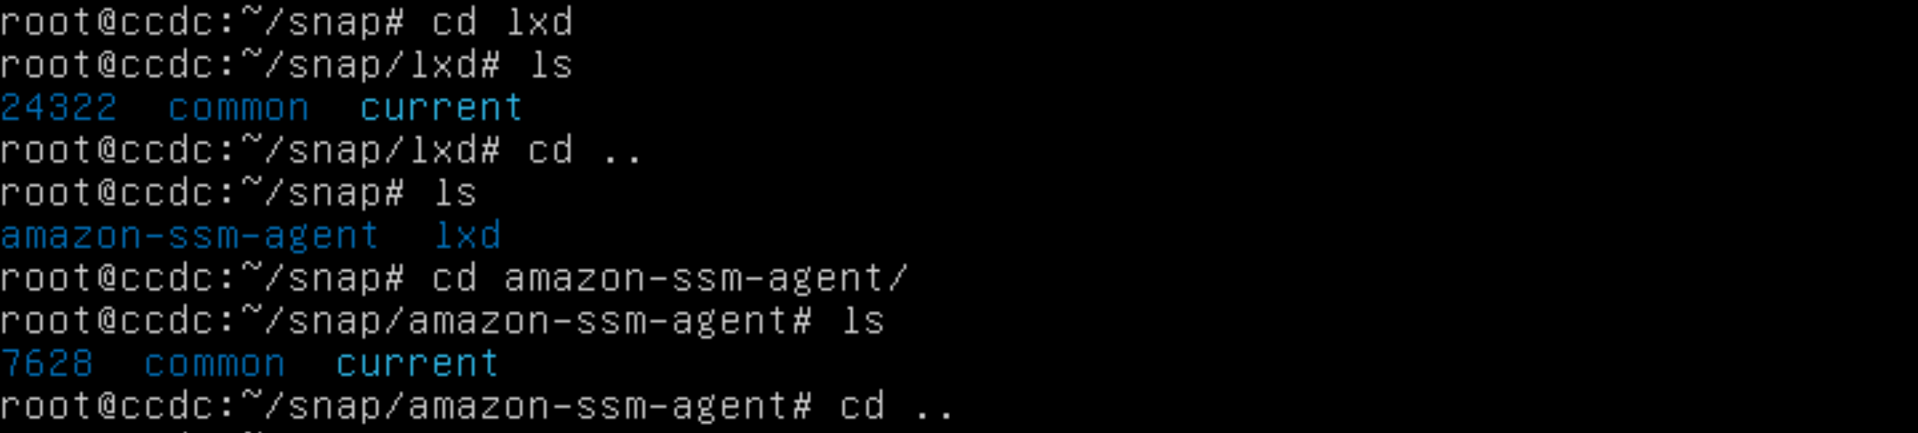 root@ccdc:~/snap# cd lxd
root@ccdc:~/snap/lxd# ls
24322  common  current
root@ccdc:~/snap/lxd# cd ..
root@ccdc:~/snap# ls
amazon-ssm-agent  lxd
root@ccdc:~/snap# cd amazon-ssm-agent/
root@ccdc:~/snap/amazon-ssm-agent# ls
7628  common  current
root@ccdc:~/snap/amazon-ssm-agent# cd ..